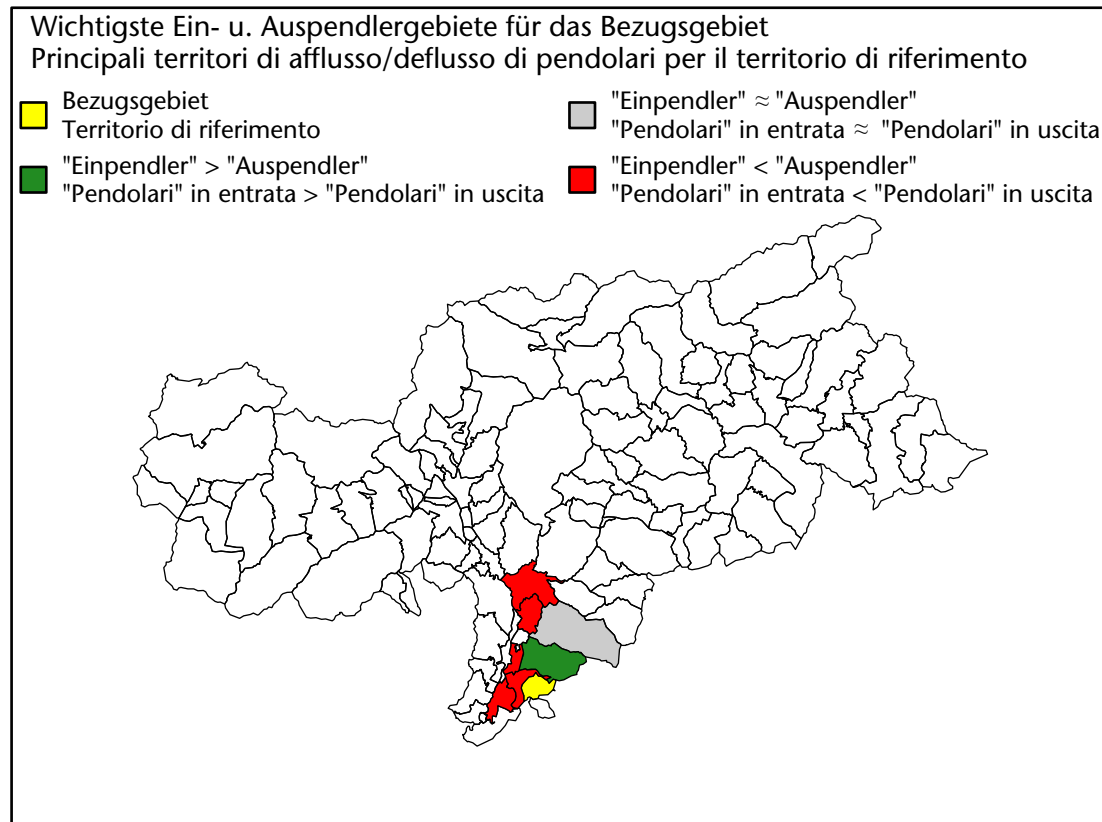 Wichtigste Ein- u. Auspendlergebiete für das Bezugsgebiet
Principali territori di afflusso/deflusso di pendolari per il territorio di riferimento
Bezugsgebiet
Territorio di riferimento
"Einpendler" > "Auspendler"
"Pendolari" in entrata > "Pendolari" in uscita
"Einpendler" ≈ "Auspendler"
"Pendolari" in entrata ≈ "Pendolari" in uscita
"Einpendler" < "Auspendler"
"Pendolari" in entrata < "Pendolari" in uscita